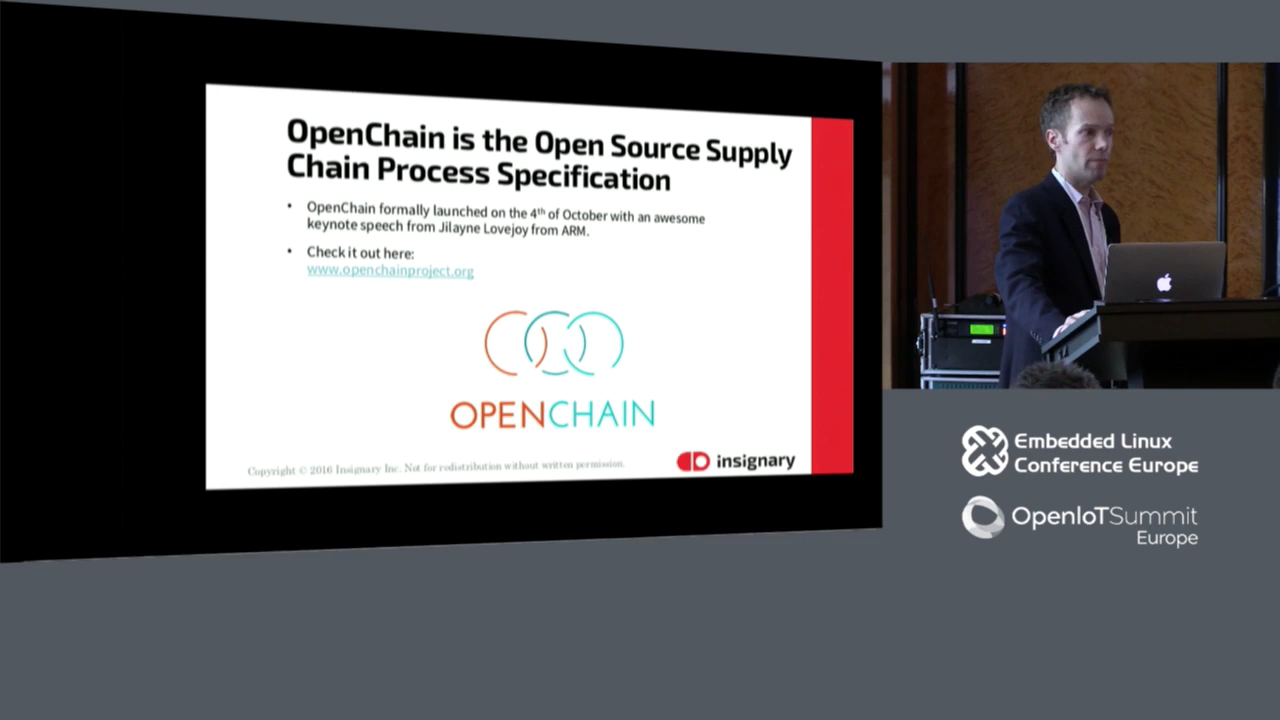 OpenChain is the Open Source Supply
Chain Process Specification
• OpenChain formally launched on the 4th of October with an awesome
keynote speech from Jilayne Lovejoy from ARM.
• Check it out here:
www.openchainproject.org
OPENCHAIN
Copyright © 2016 Insignary Inc. Not for redistribution without written permission.
insignary
Embedded Linux
Conference Europe
OpenIoTSummit
Europe